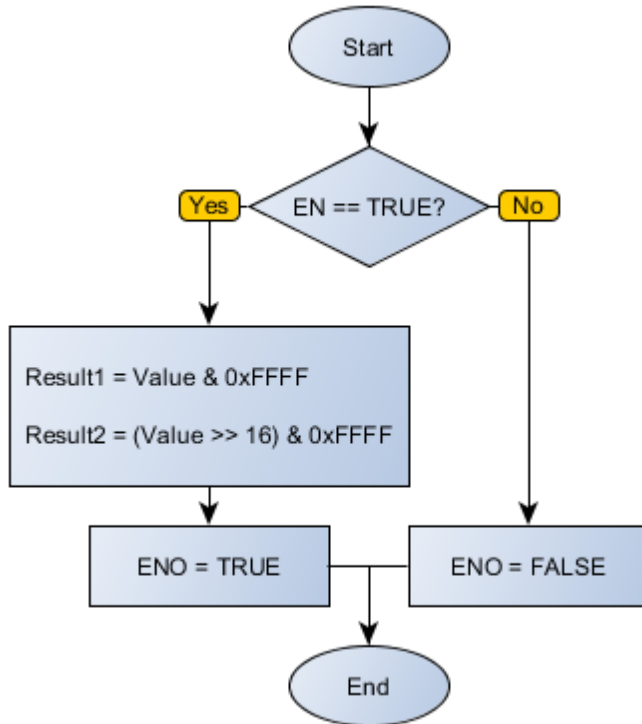 Start
EN == TRUE?
Yes
No
Result1 = Value & 0xFFFF
Result2 = (Value >> 16) & 0xFFFF
ENO = TRUE
ENO = FALSE
End